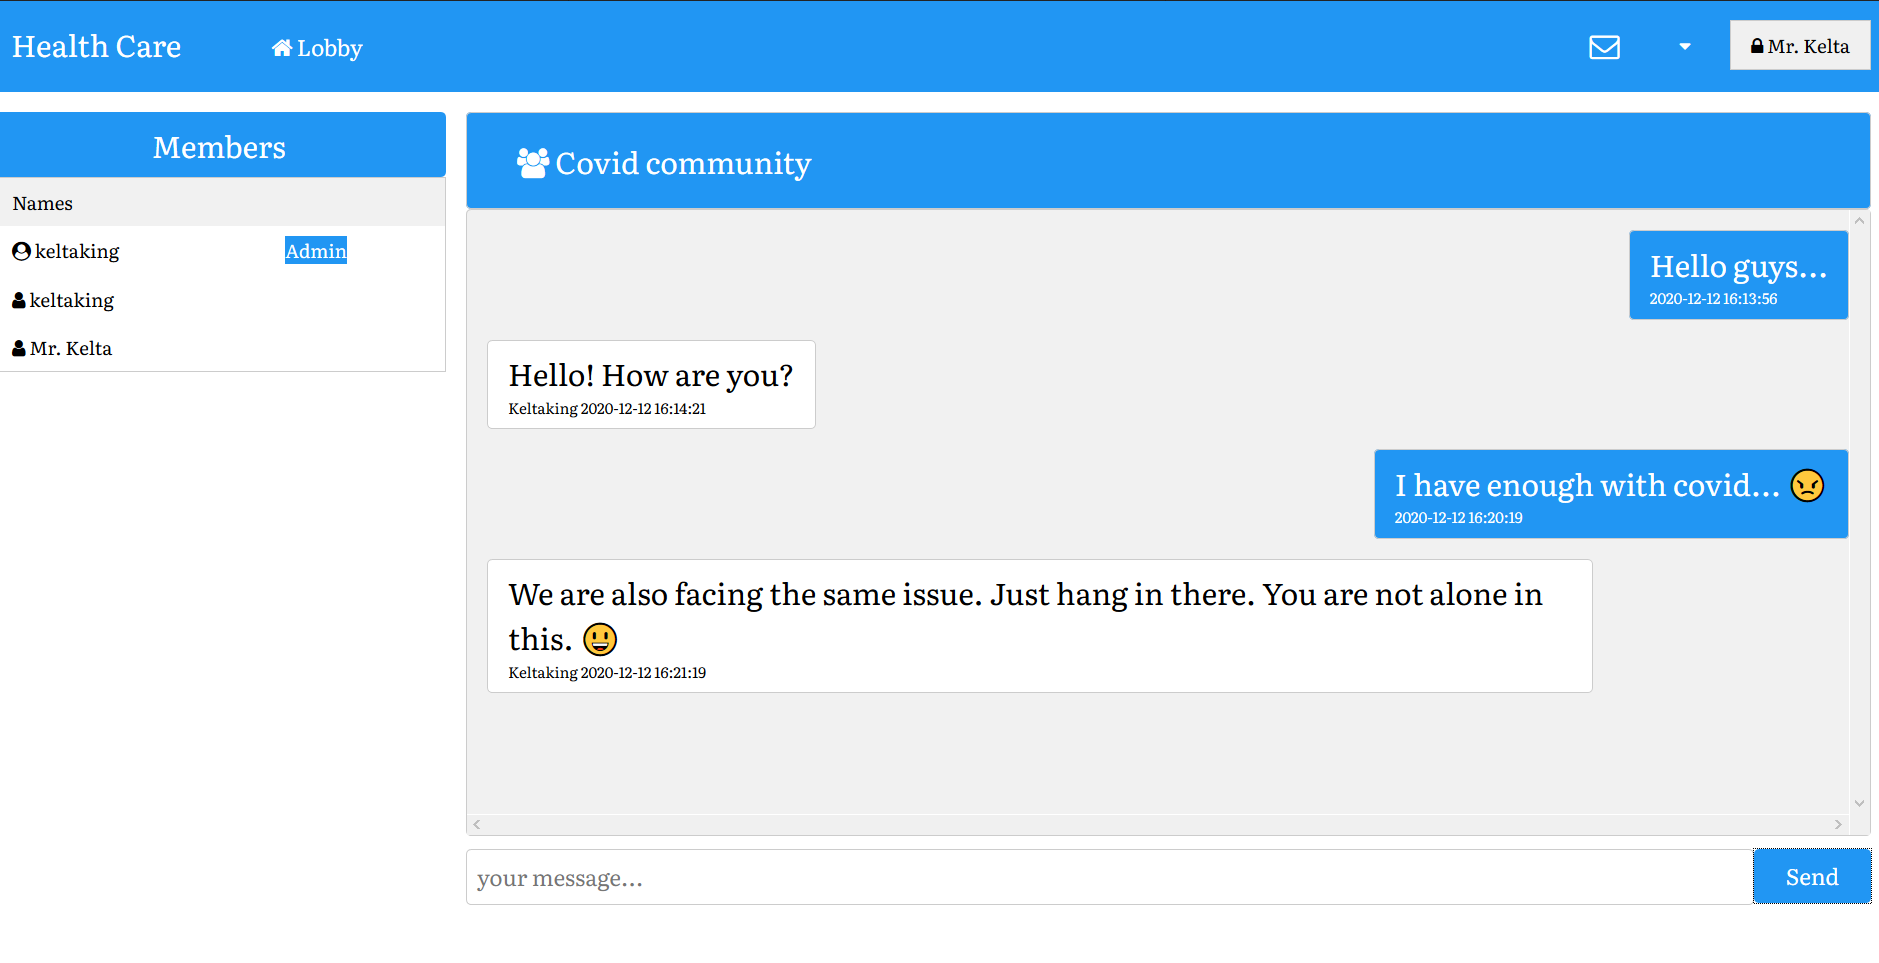 Health Care
Lobby
Mr. Kelta
Members
Names
keltaking Admin
keltaking
Mr. Kelta
Covid community
Hello guys...
2020-12-12 16:13:56
Hello! How are you?
Keltaking 2020-12-12 16:14:21
I have enough with covid... 😠
2020-12-12 16:20:19
We are also facing the same issue. Just hang in there. You are not alone in
this. 😃
Keltaking 2020-12-12 16:21:19
your message...
Send